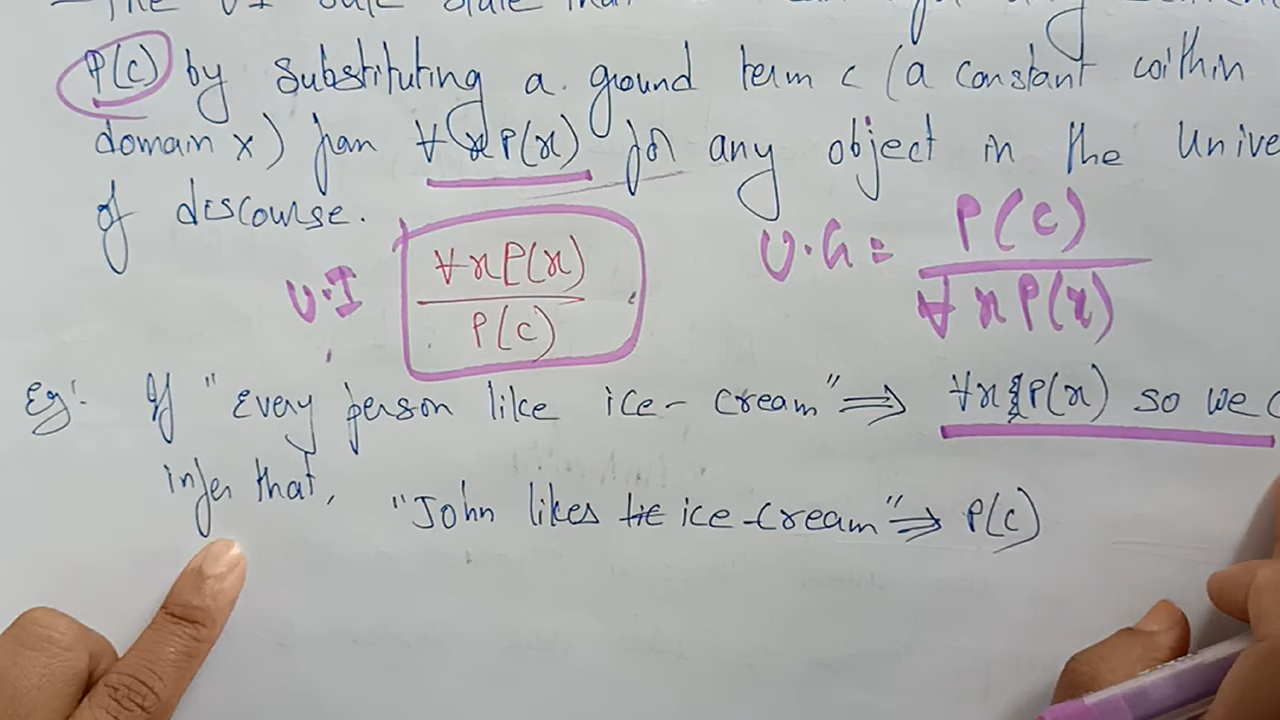 P(c) by substituting a ground term c (a constant within
domain x) from ∀x P(x) for any object in the Unive
of discourse.
U.I ∀x P(x) / P(c)
U.G = P(c) / ∀x P(x)
Eg: If "Every person like ice-cream" ⇒ ∀x P(x) so we
infer that, "John likes ice-cream" ⇒ P(c)